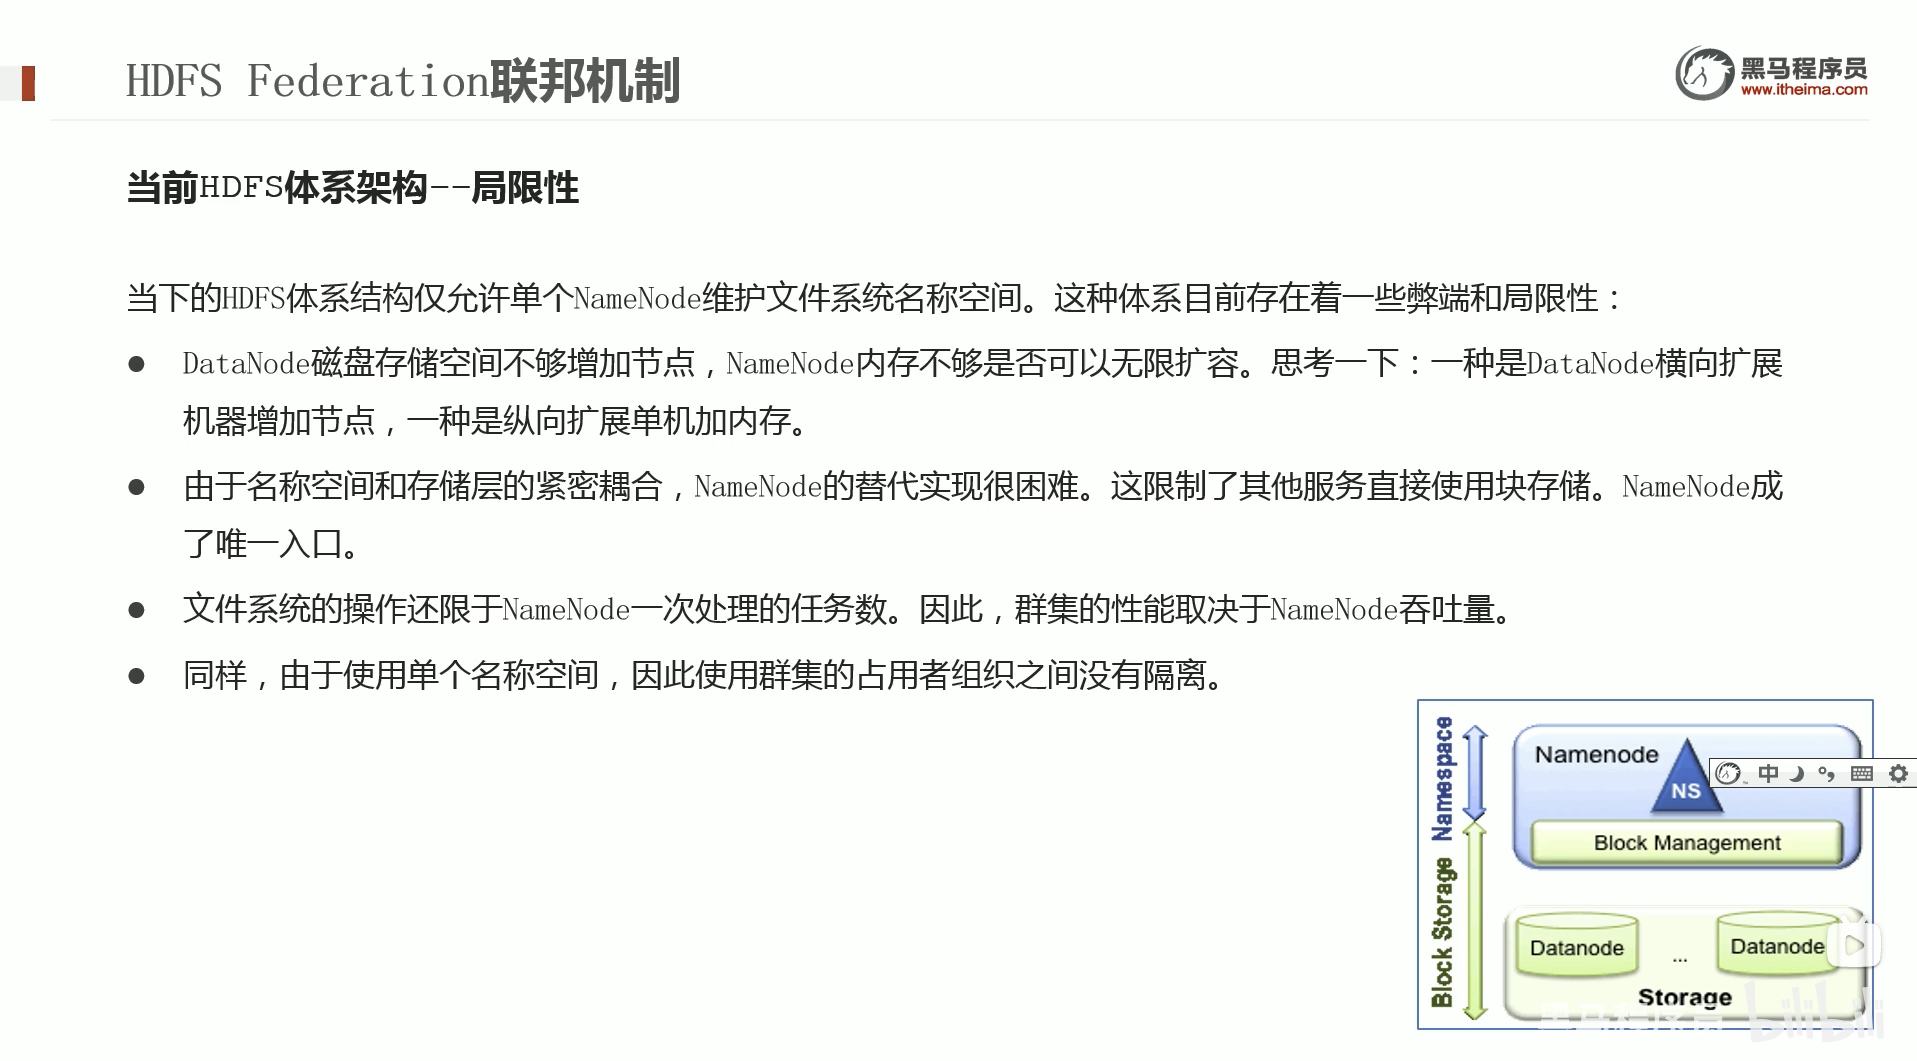 HDFS Federation联邦机制
黑马程序员
www.itheima.com
当前HDFS体系架构--局限性
当下的HDFS体系结构仅允许单个NameNode维护文件系统名称空间。这种体系目前存在着一些弊端和局限性：
● DataNode磁盘存储空间不够增加节点，NameNode内存不够是否可以无限扩容。思考一下：一种是DataNode横向扩展
机器增加节点，一种是纵向扩展单机加内存。
● 由于名称空间和存储层的紧密耦合，NameNode的替代实现很困难。这限制了其他服务直接使用块存储。NameNode成
了唯一入口。
● 文件系统的操作还限于NameNode一次处理的任务数。因此，群集的性能取决于NameNode吞吐量。
● 同样，由于使用单个名称空间，因此使用群集的占用者组织之间没有隔离。
Namespace
Namenode
NS
中
Block Management
Block Storage
Datanode
...
Datanode
Storage
黑马程序员
bilibili